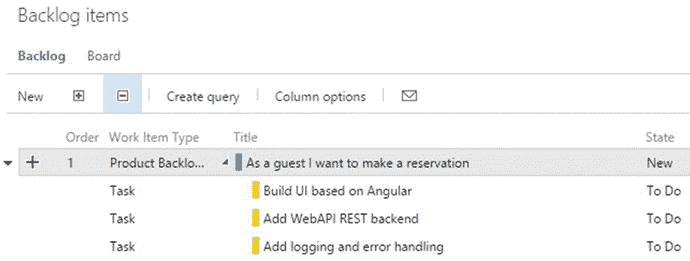 Backlog items
Backlog Board
New Create query Column options
Order Work Item Type Title State
1 Product Backlo... As a guest I want to make a reservation New
Task Build UI based on Angular To Do
Task Add WebAPI REST backend To Do
Task Add logging and error handling To Do